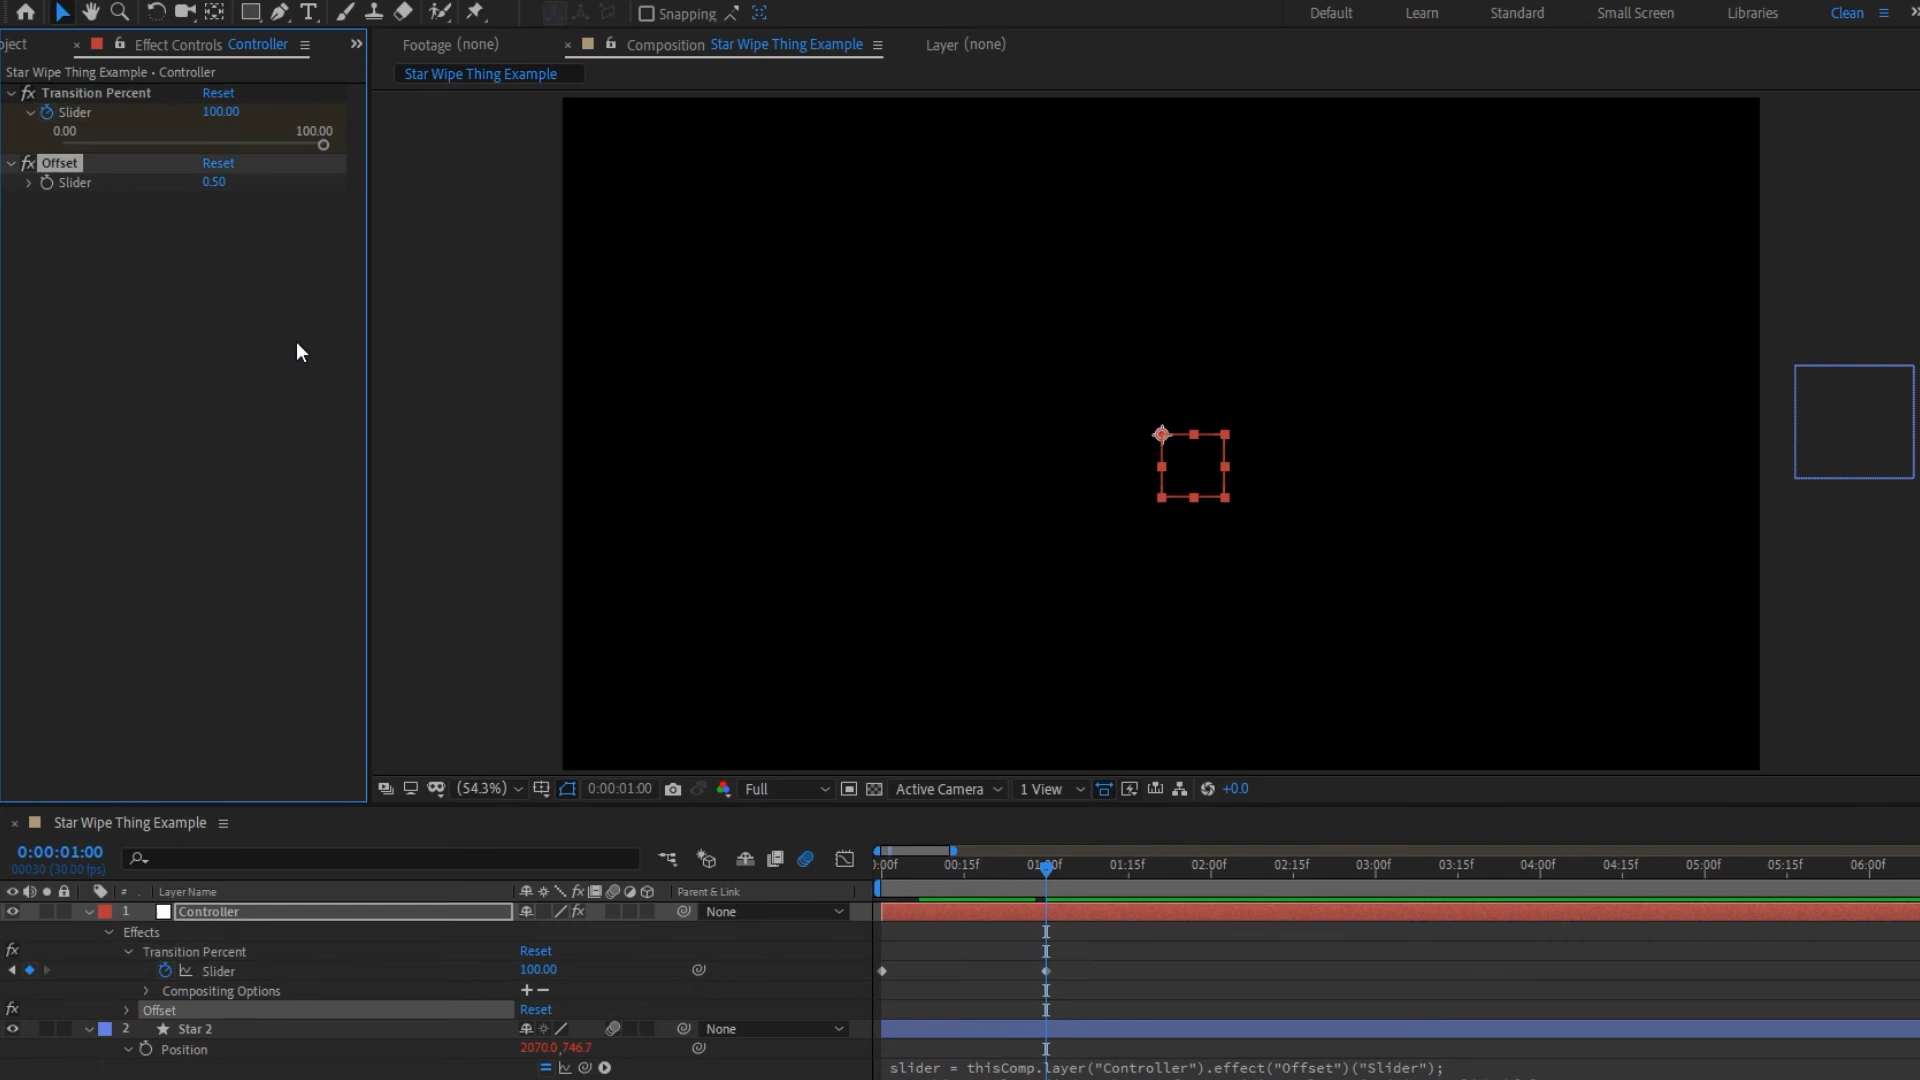 Snapping
Default
Learn
Standard
Small Screen
Libraries
Clean
oject
Effect Controls Controller
Footage (none)
Composition Star Wipe Thing Example
Layer (none)
Star Wipe Thing Example • Controller
Star Wipe Thing Example
fx Transition Percent Reset
Slider 100.00
0.00 100.00
fx Offset Reset
Slider 0.50
(54.3%)
0:00:01:00
Full
Active Camera
1 View
+0.0
Star Wipe Thing Example
0:00:01:00
00030 (30.00 fps)
:00f 00:15f 01:00f 01:15f 02:00f 02:15f 03:00f 03:15f 04:00f 04:15f 05:00f 05:15f 06:00f
# Layer Name fx Parent & Link
1 Controller fx None
Effects
fx Transition Percent Reset
Slider 100.00
Compositing Options + −
fx Offset Reset
2 Star 2 None
Position 2070.0,746.7
slider = thisComp.layer("Controller").effect("Offset")("Slider");